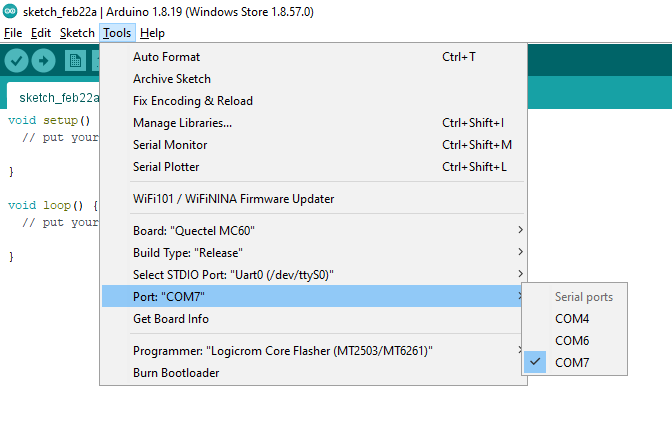 sketch_feb22a | Arduino 1.8.19 (Windows Store 1.8.57.0)
File Edit Sketch Tools Help
Auto Format Ctrl+T
Archive Sketch
sketch_feb22a
Fix Encoding & Reload
void setup()
Manage Libraries... Ctrl+Shift+I
// put your
Serial Monitor Ctrl+Shift+M
}
Serial Plotter Ctrl+Shift+L
void loop() {
WiFi101 / WiFiNINA Firmware Updater
// put your
Board: "Quectel MC60"
}
Build Type: "Release"
Select STDIO Port: "Uart0 (/dev/ttyS0)"
Port: "COM7"
Serial ports
Get Board Info
COM4
COM6
Programmer: "Logicrom Core Flasher (MT2503/MT6261)"
COM7
Burn Bootloader